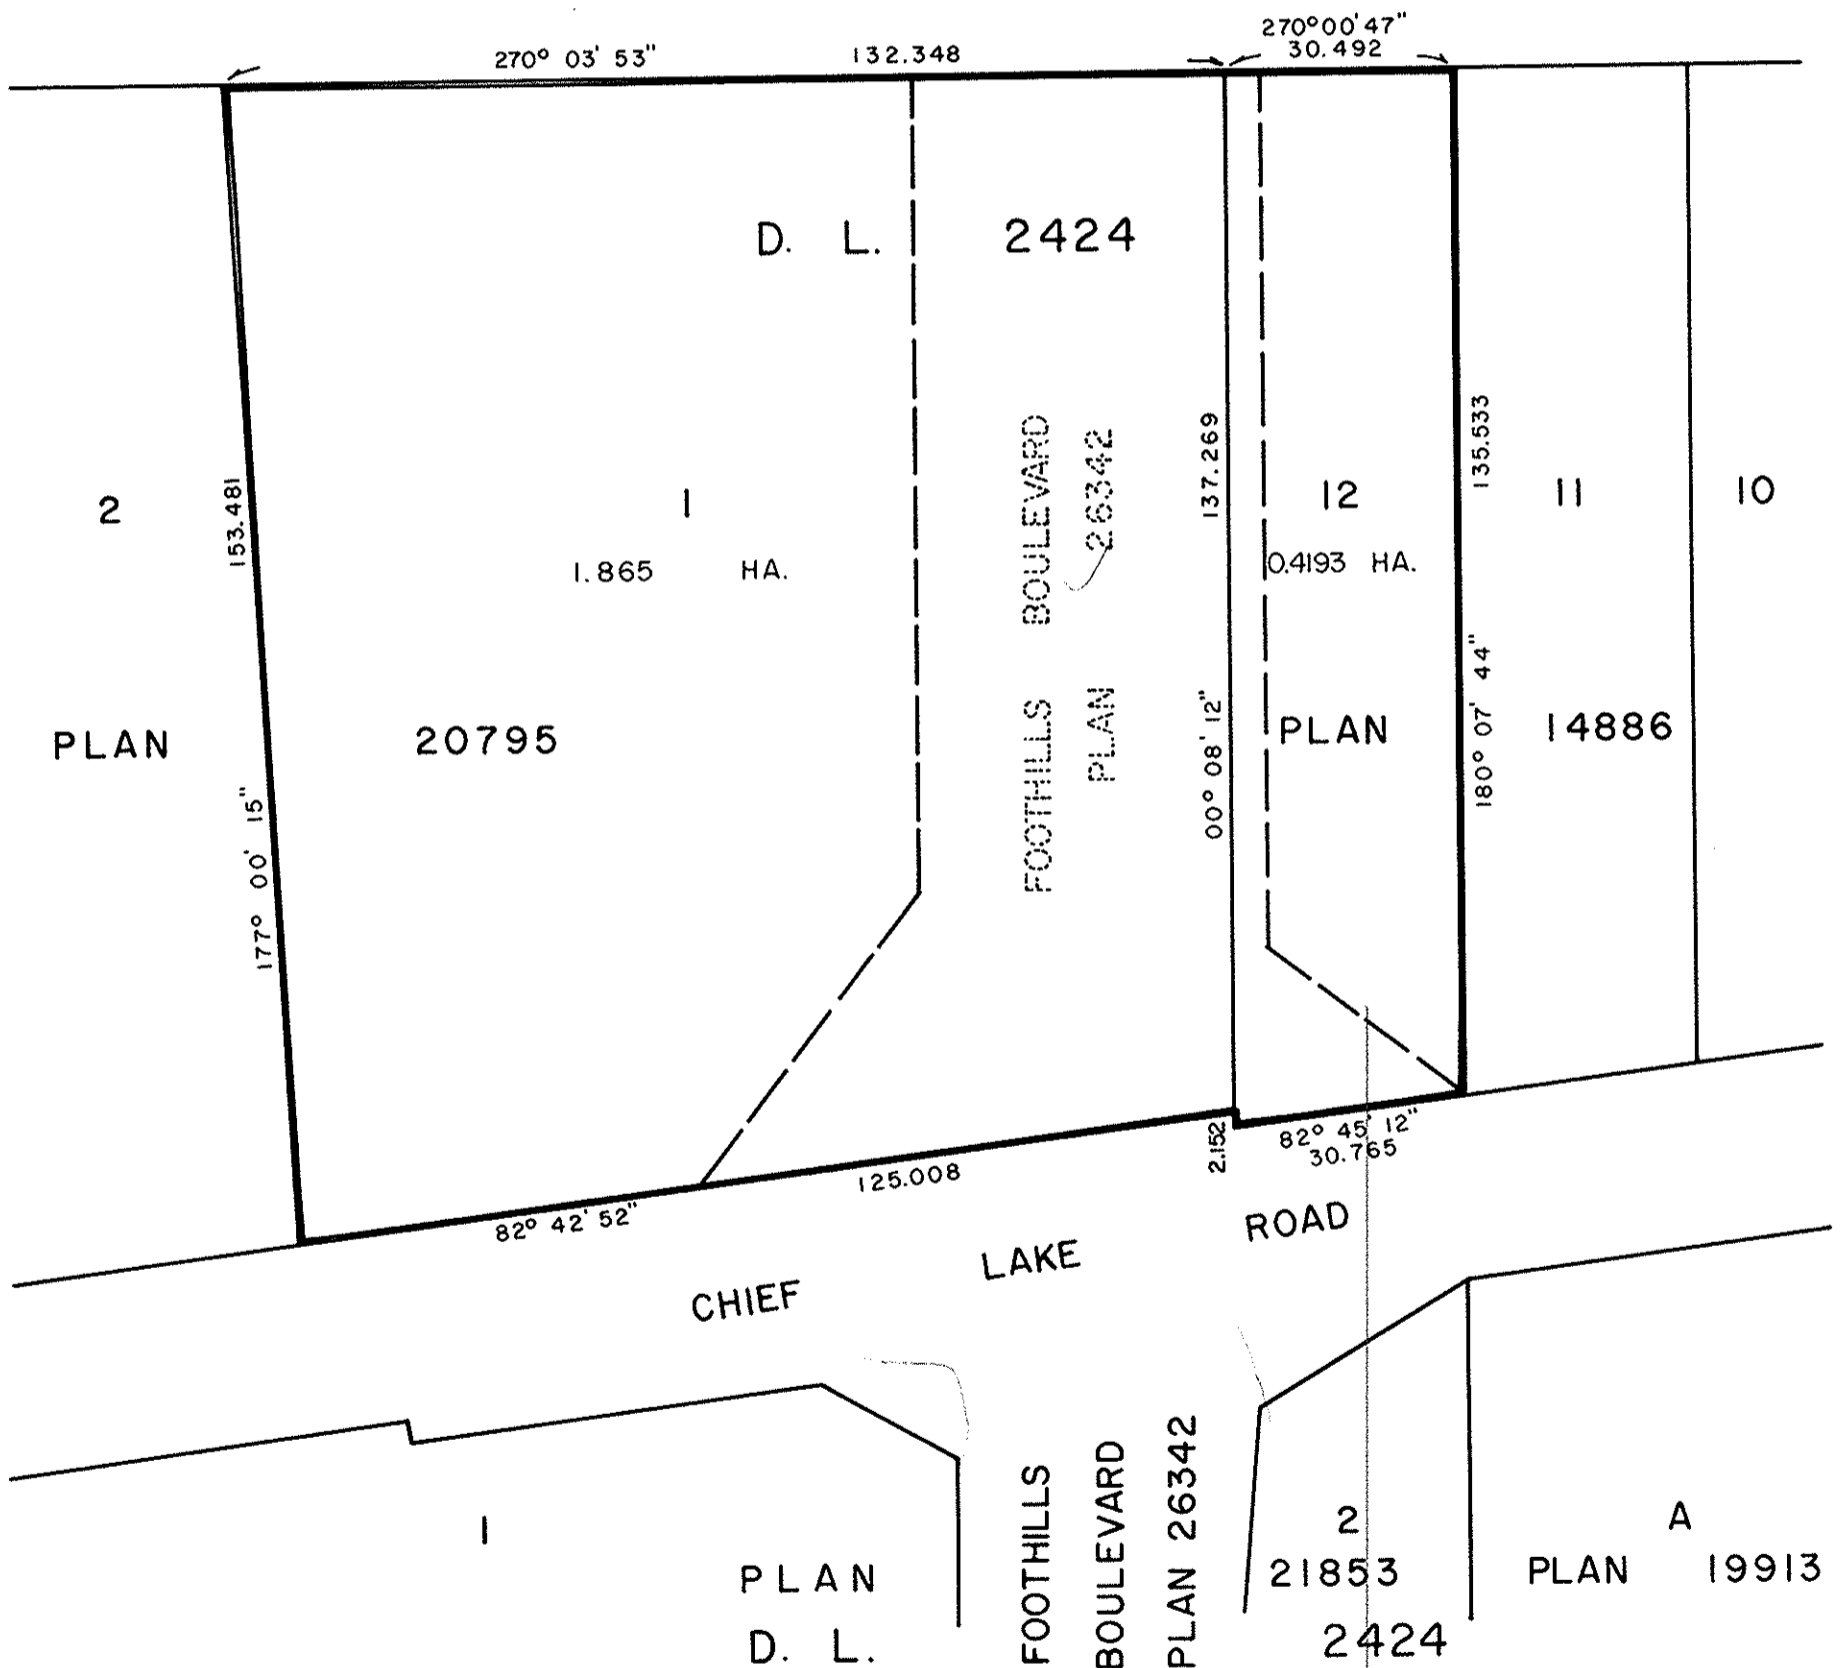 270° 03' 53"
132.348
270°00'47"
30.492
D. L. 2424
2
1
12
11
10
153.481
1.865 HA.
FOOTHILLS BOULEVARD
PLAN 26342
137.269
0.4193 HA.
135.533
PLAN
20795
PLAN
14886
177° 00' 15"
00° 08' 12"
180° 07' 44"
82° 42' 52"
125.008
2.152
82° 45' 12"
30.765
CHIEF LAKE ROAD
1
PLAN
D. L.
FOOTHILLS
BOULEVARD
PLAN 26342
2
21853
2424
A
PLAN 19913